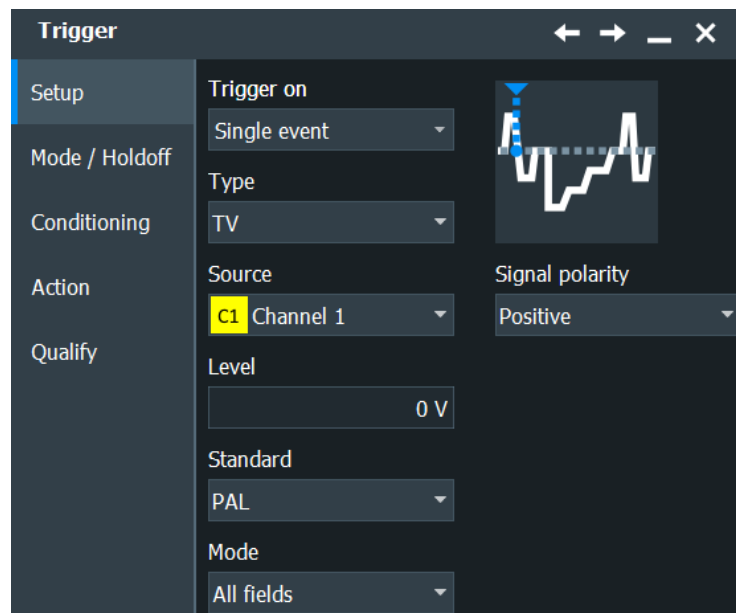 Trigger
Setup
Mode / Holdoff
Conditioning
Action
Qualify
Trigger on
Single event
Type
TV
Source
C1 Channel 1
Level
0 V
Standard
PAL
Mode
All fields
Signal polarity
Positive